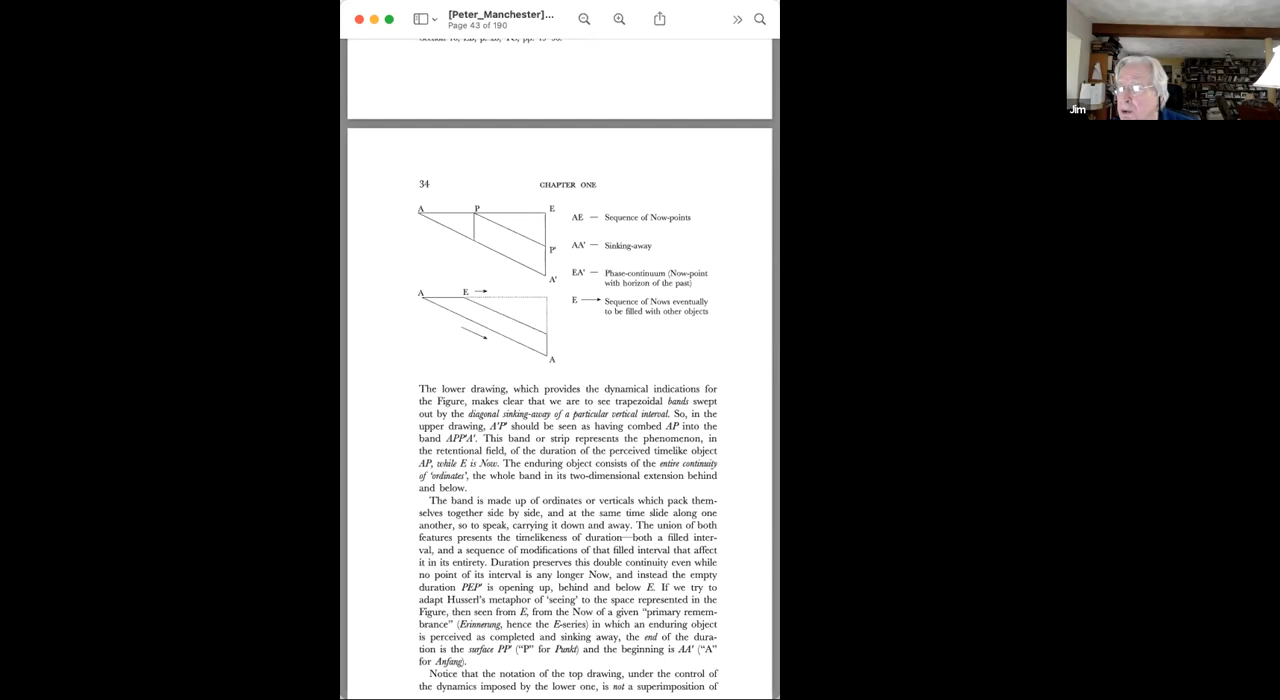 [Peter_Manchester]...
Page 43 of 190
Jim
34
CHAPTER ONE
A P E
P'
A'
AE — Sequence of Now-points
AA' — Sinking-away
EA' — Phase-continuum (Now-point
with horizon of the past)
A E
A
E Sequence of Nows eventually
to be filled with other objects
The lower drawing, which provides the dynamical indications for
the Figure, makes clear that we are to see trapezoidal bands swept
out by the diagonal sinking-away of a particular vertical interval. So, in the
upper drawing, A'P' should be seen as having combed AP into the
band APP'A'. This band or strip represents the phenomenon, in
the retentional field, of the duration of the perceived timelike object
AP, while E is Now. The enduring object consists of the entire continuity
of 'ordinates', the whole band in its two-dimensional extension behind
and below.
The band is made up of ordinates or verticals which pack them-
selves together side by side, and at the same time slide along one
another, so to speak, carrying it down and away. The union of both
features presents the timelikeness of duration—both a filled inter-
val, and a sequence of modifications of that filled interval that affect
it in its entirety. Duration preserves this double continuity even while
no point of its interval is any longer Now, and instead the empty
duration PEP' is opening up, behind and below E. If we try to
adapt Husserl's metaphor of 'seeing' to the space represented in the
Figure, then seen from E, from the Now of a given "primary remem-
brance" (Erinnerung, hence the E-series) in which an enduring object
is perceived as completed and sinking away, the end of the dura-
tion is the surface PP' ("P" for Punkt) and the beginning is AA' ("A"
for Anfang).
Notice that the notation of the top drawing, under the control of
the dynamics imposed by the lower one, is not a superimposition of